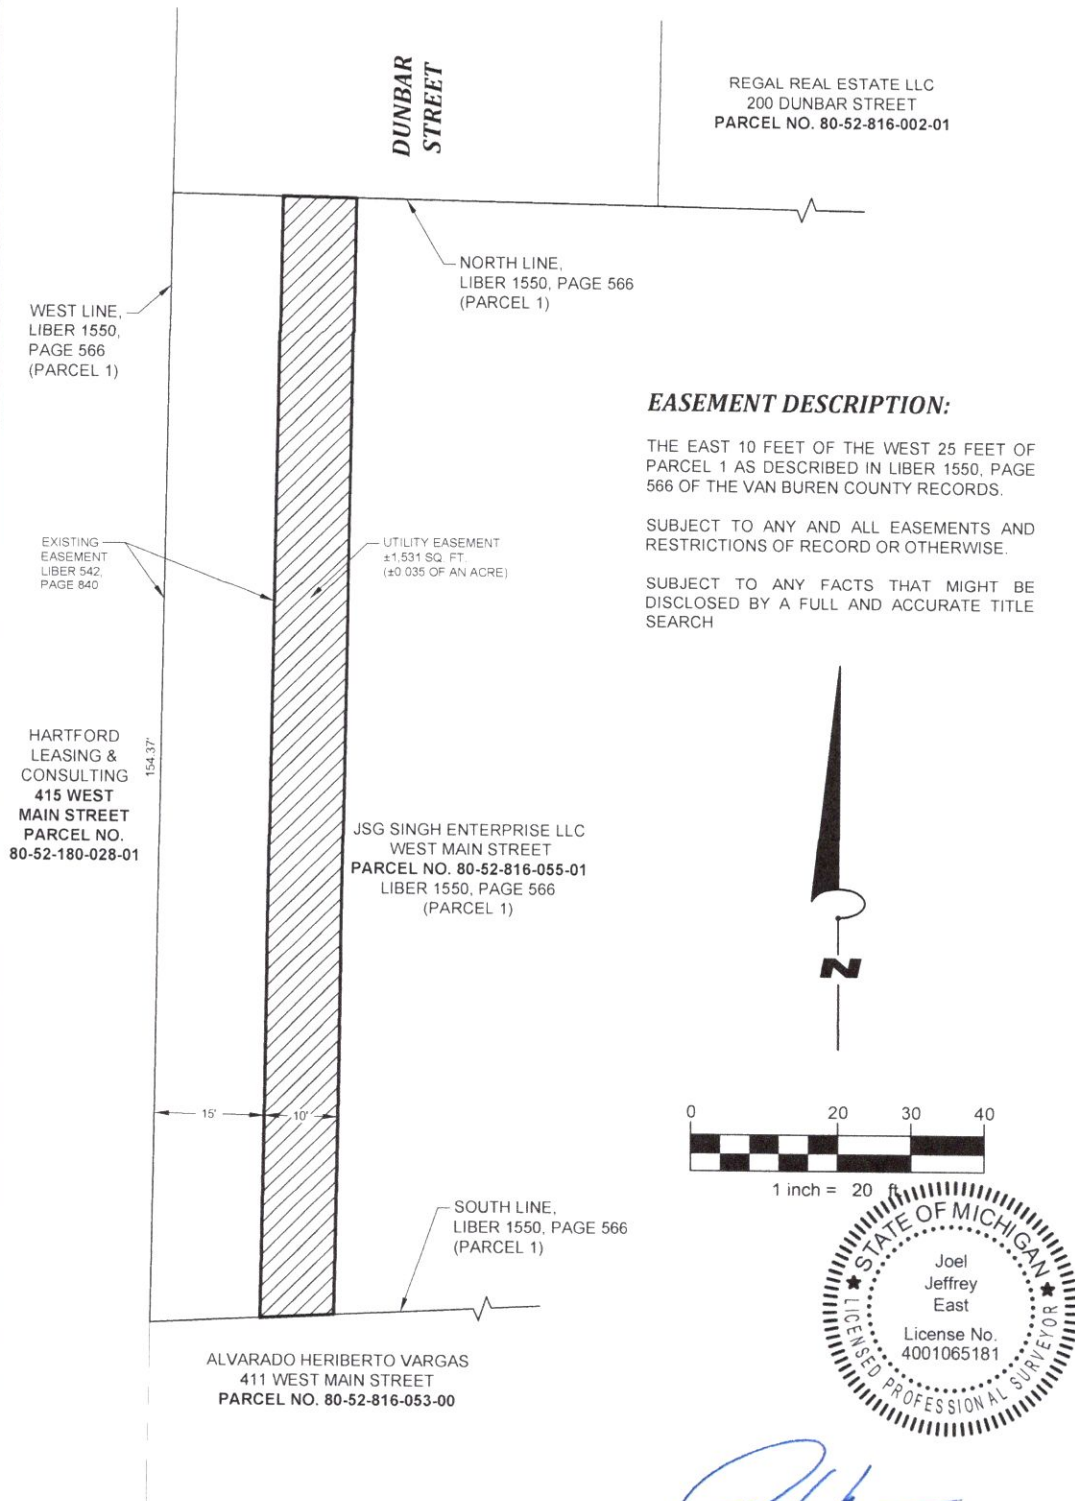 DUNBAR
STREET
REGAL REAL ESTATE LLC
200 DUNBAR STREET
PARCEL NO. 80-52-816-002-01
NORTH LINE,
LIBER 1550, PAGE 566
(PARCEL 1)
WEST LINE,
LIBER 1550,
PAGE 566
(PARCEL 1)
EASEMENT DESCRIPTION:
THE EAST 10 FEET OF THE WEST 25 FEET OF
PARCEL 1 AS DESCRIBED IN LIBER 1550, PAGE
566 OF THE VAN BUREN COUNTY RECORDS.
SUBJECT TO ANY AND ALL EASEMENTS AND
RESTRICTIONS OF RECORD OR OTHERWISE.
SUBJECT TO ANY FACTS THAT MIGHT BE
DISCLOSED BY A FULL AND ACCURATE TITLE
SEARCH
EXISTING
EASEMENT
LIBER 542,
PAGE 840
UTILITY EASEMENT
±1,531 SQ. FT.
(±0.035 OF AN ACRE)
HARTFORD
LEASING &
CONSULTING
415 WEST
MAIN STREET
PARCEL NO.
80-52-180-028-01
154.37'
JSG SINGH ENTERPRISE LLC
WEST MAIN STREET
PARCEL NO. 80-52-816-055-01
LIBER 1550, PAGE 566
(PARCEL 1)
N
15'
10'
0 20 30 40
1 inch = 20 ft.
SOUTH LINE,
LIBER 1550, PAGE 566
(PARCEL 1)
STATE OF MICHIGAN
Joel
Jeffrey
East
License No.
4001065181
LICENSED PROFESSIONAL SURVEYOR
ALVARADO HERIBERTO VARGAS
411 WEST MAIN STREET
PARCEL NO. 80-52-816-053-00